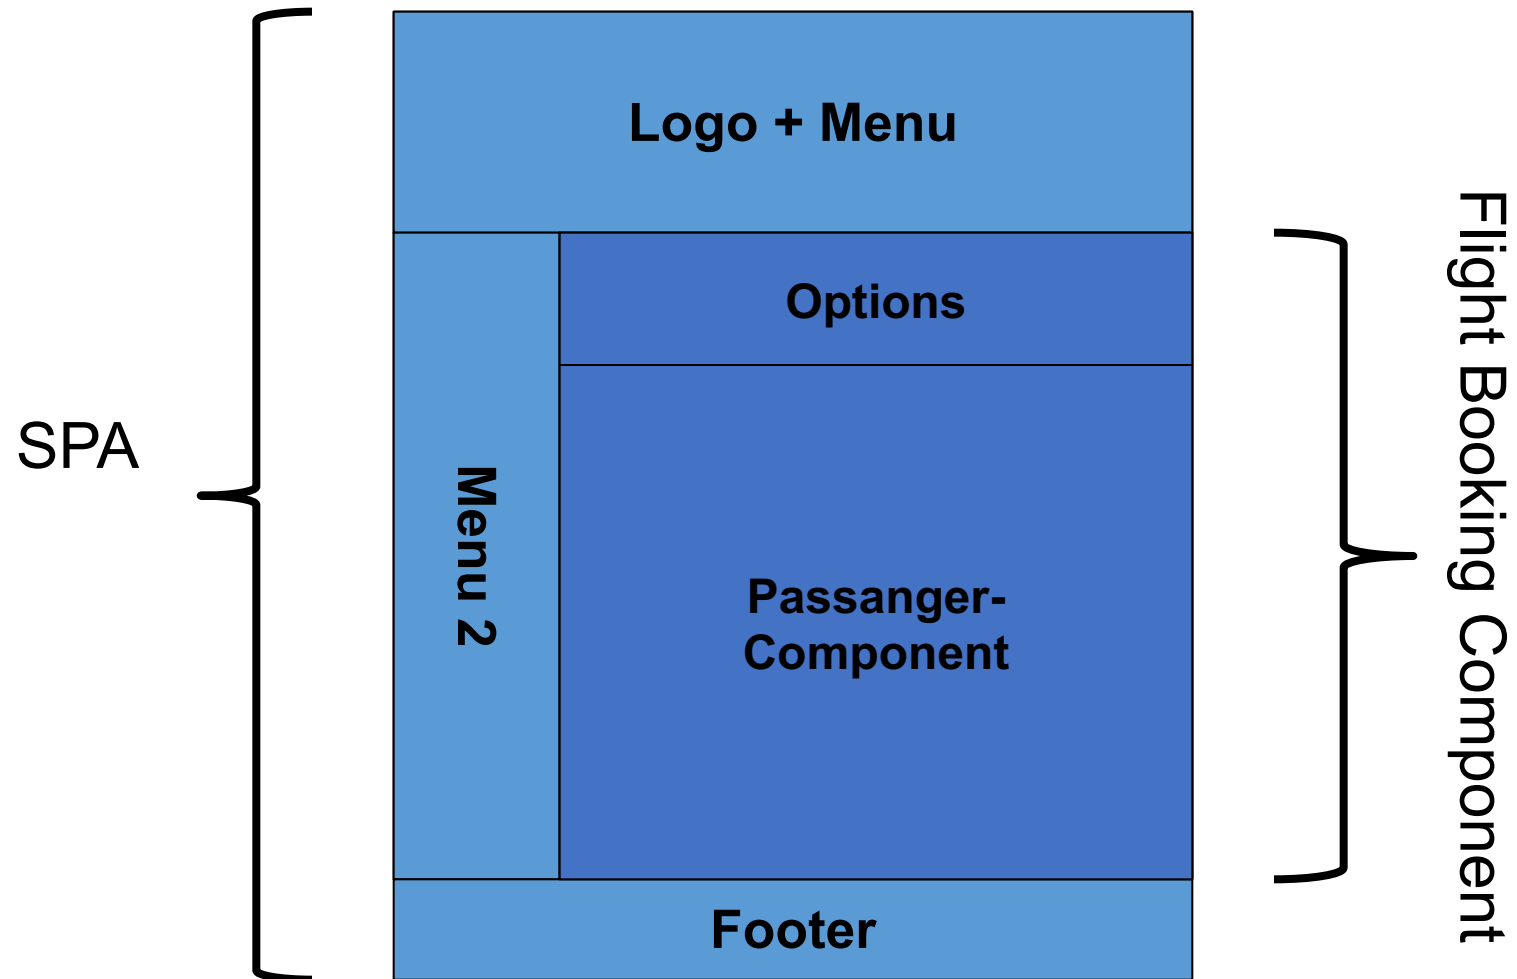 Logo + Menu
SPA
Menu 2
Options
Passanger-
Component
Flight Booking Component
Footer